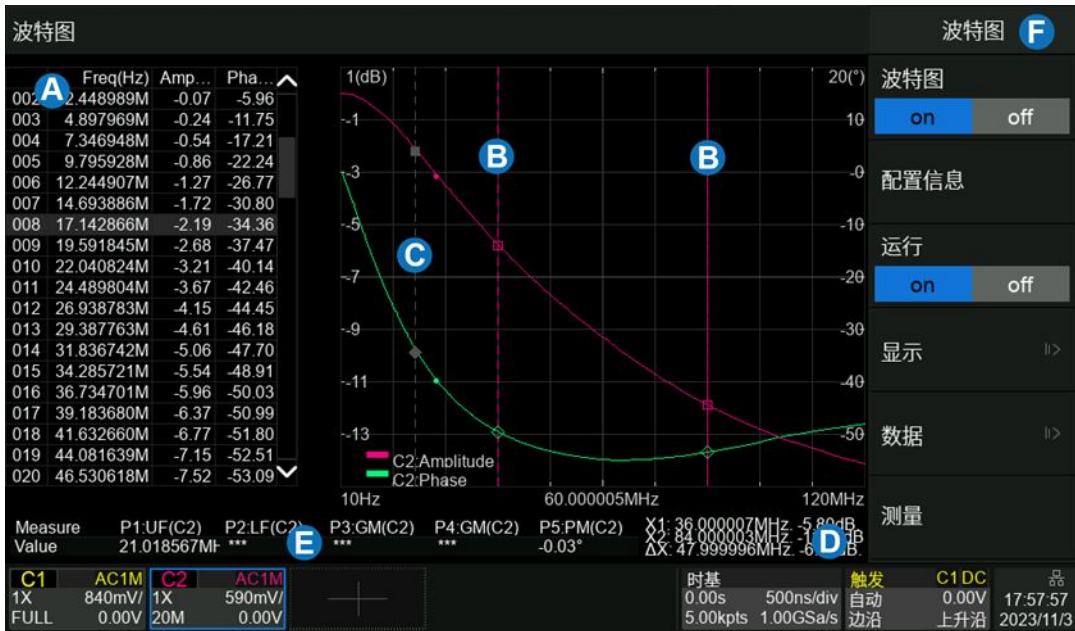 波特图
波特图 F
A
Freq(Hz) Amp... Pha...
002 2.448989M -0.07 -5.96
003 4.897969M -0.24 -11.75
004 7.346948M -0.54 -17.21
005 9.795928M -0.86 -22.24
006 12.244907M -1.27 -26.77
007 14.693886M -1.72 -30.80
008 17.142866M -2.19 -34.36
009 19.591845M -2.68 -37.47
010 22.040824M -3.21 -40.14
011 24.489804M -3.67 -42.46
012 26.938783M -4.15 -44.45
013 29.387763M -4.61 -46.18
014 31.836742M -5.06 -47.70
015 34.285721M -5.54 -48.91
016 36.734701M -5.96 -50.03
017 39.183680M -6.37 -50.99
018 41.632660M -6.77 -51.80
019 44.081639M -7.15 -52.51
020 46.530618M -7.52 -53.09
1(dB) 20(°)
-1 10
-3 -0
-5 -10
-7 -20
-9 -30
-11 -40
-13 -50
B B
C
C2:Amplitude
C2:Phase
10Hz 60.000005MHz 120MHz
波特图
on off
配置信息
运行
on off
显示
数据
测量
Measure P1:UF(C2) P2:LF(C2) P3:GM(C2) P4:GM(C2) P5:PM(C2)
Value 21.018567MH *** *** *** -0.03°
E
X1: 36.000007MHz. -5.80dB.
X2: 84.000003MHz.
ΔX: 47.999996MHz.
D
C1 AC1M
1X 840mV/
FULL 0.00V
C2 AC1M
1X 590mV/
20M 0.00V
时基
0.00s 500ns/div
5.00kpts 1.00GSa/s
触发 C1 DC
自动 0.00V
边沿 上升沿
17:57:57
2023/11/3